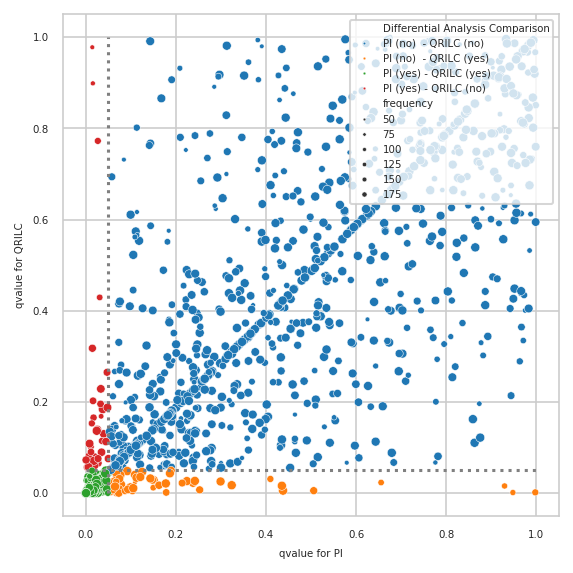 Differential Analysis Comparison
PI (no) - QRILC (no)
PI (no) - QRILC (yes)
PI (yes) - QRILC (yes)
PI (yes) - QRILC (no)
frequency
50
75
100
125
150
175
1.0
0.8
0.6
0.4
0.2
0.0
qvalue for QRILC
0.0 0.2 0.4 0.6 0.8 1.0
qvalue for PI